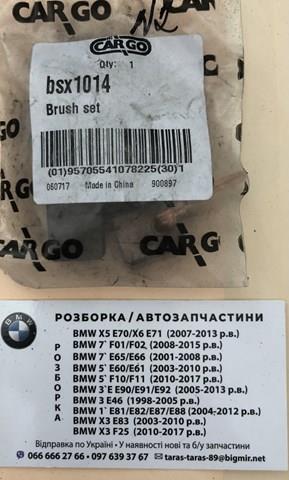 N2
CARGO
Qty: 1
bsx1014
Brush set
(01)95705541078225(30)1
060717 Made in China 900897
CARGO
CARGO
BMW
РОЗБОРКА/АВТОЗАПЧАСТИНИ
РОЗБОРКА
BMW X5 E70/X6 E71 (2007-2013 р.в.)
BMW 7` F01/F02, (2008-2015 р.в.)
BMW 7` E65/E66 (2001-2008 р.в.)
BMW 5` E60/E61 (2003-2010 р.в.)
BMW 5` F10/F11 (2010-2017 р.в.)
BMW 3`E E90/E91/E92 (2005-2013 р.в.)
BMW 3 E46 (1998-2005 р.в.)
BMW 1` E81/E82/E87/E88 (2004-2012 р.в.)
BMW X3 E83 (2003-2010 р.в.)
BMW X3 F25 (2010-2017 р.в.)
Відправка по Україні • У наявності нові та б/у запчастини
066 666 27 66 • 097 639 37 67 taras-taras-89@bigmir.net